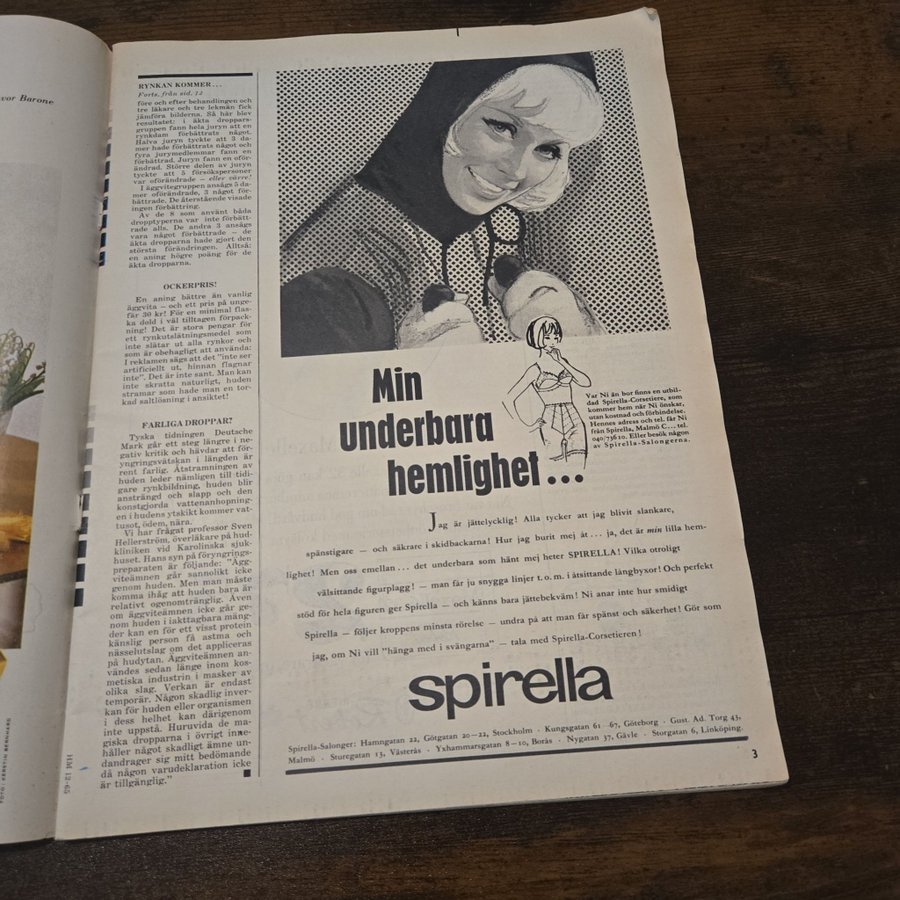 vor Barone
FOTO: KERSTIN BERNHARD
RYNKAN KOMMER...
Forts. från sid. 12
före och efter behandlingen och
tre läkare och tre lekmän fick
jämföra bilderna. Så här blev
resultatet: i äkta dropparsgruppen
gruppen fann hela juryn att en
rynkdam förbättrats något.
Halva juryn tyckte att 3 da-
mer hade förbättrats något och
fyra jurymedlemmar fann en
förbättrad. Juryn fann en oför-
ändrad. Större delen av juryn
tyckte att 5 försökspersoner
var oförändrade — eller värre!
I äggvitegruppen ansågs 5 da-
mer oförändrade, 3 något för-
bättrade. De återstående visade
ingen förbättring.
Av de 8 som använt båda
dropptyperna var inte förbätt-
rade alls. De andra 3 ansågs
vara något förbättrade — de
äkta dropparna hade gjort den
största förändringen. Alltså:
en aning högre poäng för de
äkta dropparna.
OCKERPRIS!
En aning bättre än vanlig
äggvita — och ett pris på unge-
fär 30 kr! För en minimal flas-
ka dold i väl tilltagen förpack-
ning! Det är stora pengar för
ett rynkutslätningsmedel som
inte slätar ut alla rynkor och
som är obehagligt att använda:
I reklamen sägs att det "inte ser
artificiellt ut, hinnan flagnar
inte". Det är inte sant. Man kan
inte skratta naturligt, huden
stramar som hade man en tor-
kad saltlösning i ansiktet!
FARLIGA DROPPAR?
Tyska tidningen Deutsche
Mark går ett steg längre i ne-
gativ kritik och hävdar att för-
yngringsvätskan i längden är
rent farlig. Åtstramningen av
huden leder nämligen till tidi-
gare rynkbildning, huden blir
ansträngd och slapp och den
konstgjorda vattenanhopning-
en i hudens ytskikt kommer vat-
tusot, ödem, nära.
Vi har frågat professor Sven
Hellerström, överläkare på hud-
kliniken vid Karolinska sjuk-
huset. Hans syn på föryngrings-
preparaten är följande: "Ägg-
viteämnen går sannolikt icke
genom huden. Men man måste
komma ihåg att huden bara är
relativt ogenomtränglig. Även
om äggviteämnen icke går ge-
nom huden i iakttagbara mäng-
der kan en för ett visst protein
känslig person få astma och
nässelutslag om det appliceras
på hudytan. Äggviteämnen an-
vändes sedan länge inom kos-
metiska industrin i masker av
olika slag. Verkan är endast
temporär. Någon skadlig inver-
kan för huden eller organismen
i dess helhet kan därigenom
inte uppstå. Huruvida de ma-
giska dropparna i övrigt inne-
håller något skadligt ämne un-
dandrager sig mitt bedömande
då någon varudeklaration icke
är tillgänglig."
Min
underbara
hemlighet...
Var Ni än bor finns en utbil-
dad Spirella-Corsetiere, som
kommer hem när Ni önskar,
utan kostnad och förbindelse.
Hennes adress och tel. får Ni
från Spirella, Malmö C... tel.
040/73610. Eller besök någon
av Spirella-Salongerna.
Jag är jättelycklig! Alla tycker att jag blivit slankare,
spänstigare — och säkrare i skidbackarna! Hur jag burit mej åt... ja, det är min lilla hem-
lighet! Men oss emellan... det underbara som hänt mej heter SPIRELLA! Vilka otroligt
välsittande figurplagg! — man får ju snygga linjer t.o.m. i åtsittande långbyxor! Och perfekt
stöd för hela figuren ger Spirella — och känns bara jättebekväm! Ni anar inte hur smidigt
Spirella — följer kroppens minsta rörelse — undra på att man får spänst och säkerhet! Gör som
jag, om Ni vill "hänga med i svängarna" — tala med Spirella-Corsetieren!
spirella
Spirella-Salonger: Hamngatan 22, Götgatan 20—22, Stockholm · Kungsgatan 61—67, Göteborg · Gust. Ad. Torg 45,
Malmö · Sturegatan 13, Västerås · Yxhammarsgatan 8—10, Borås · Nygatan 37, Gävle · Storgatan 6, Linköping.
3